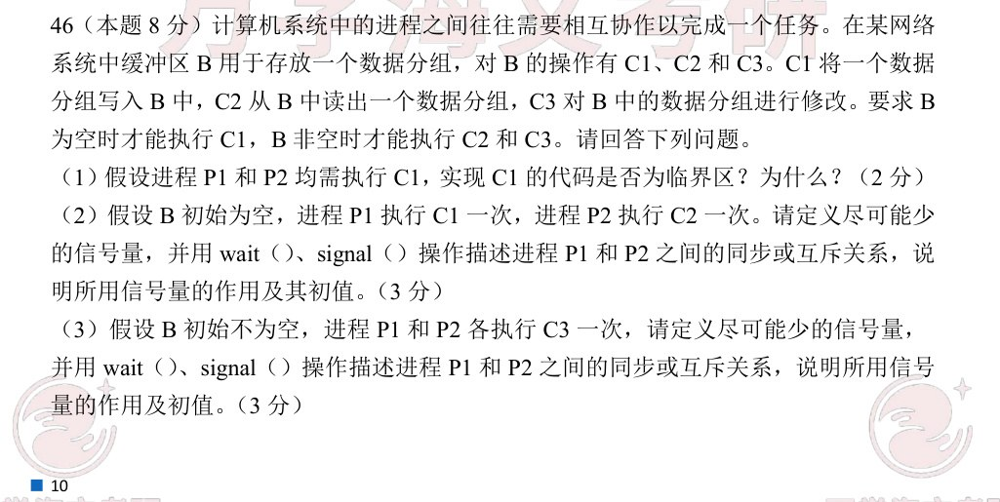 46（本题 8 分）计算机系统中的进程之间往往需要相互协作以完成一个任务。在某网络
系统中缓冲区 B 用于存放一个数据分组，对 B 的操作有 C1、C2 和 C3。C1 将一个数据
分组写入 B 中，C2 从 B 中读出一个数据分组，C3 对 B 中的数据分组进行修改。要求 B
为空时才能执行 C1，B 非空时才能执行 C2 和 C3。请回答下列问题。
（1）假设进程 P1 和 P2 均需执行 C1，实现 C1 的代码是否为临界区？为什么？（2 分）
（2）假设 B 初始为空，进程 P1 执行 C1 一次，进程 P2 执行 C2 一次。请定义尽可能少
的信号量，并用 wait（）、signal（）操作描述进程 P1 和 P2 之间的同步或互斥关系，说
明所用信号量的作用及其初值。（3 分）
（3）假设 B 初始不为空，进程 P1 和 P2 各执行 C3 一次，请定义尽可能少的信号量，
并用 wait（）、signal（）操作描述进程 P1 和 P2 之间的同步或互斥关系，说明所用信号
量的作用及初值。（3 分）
10